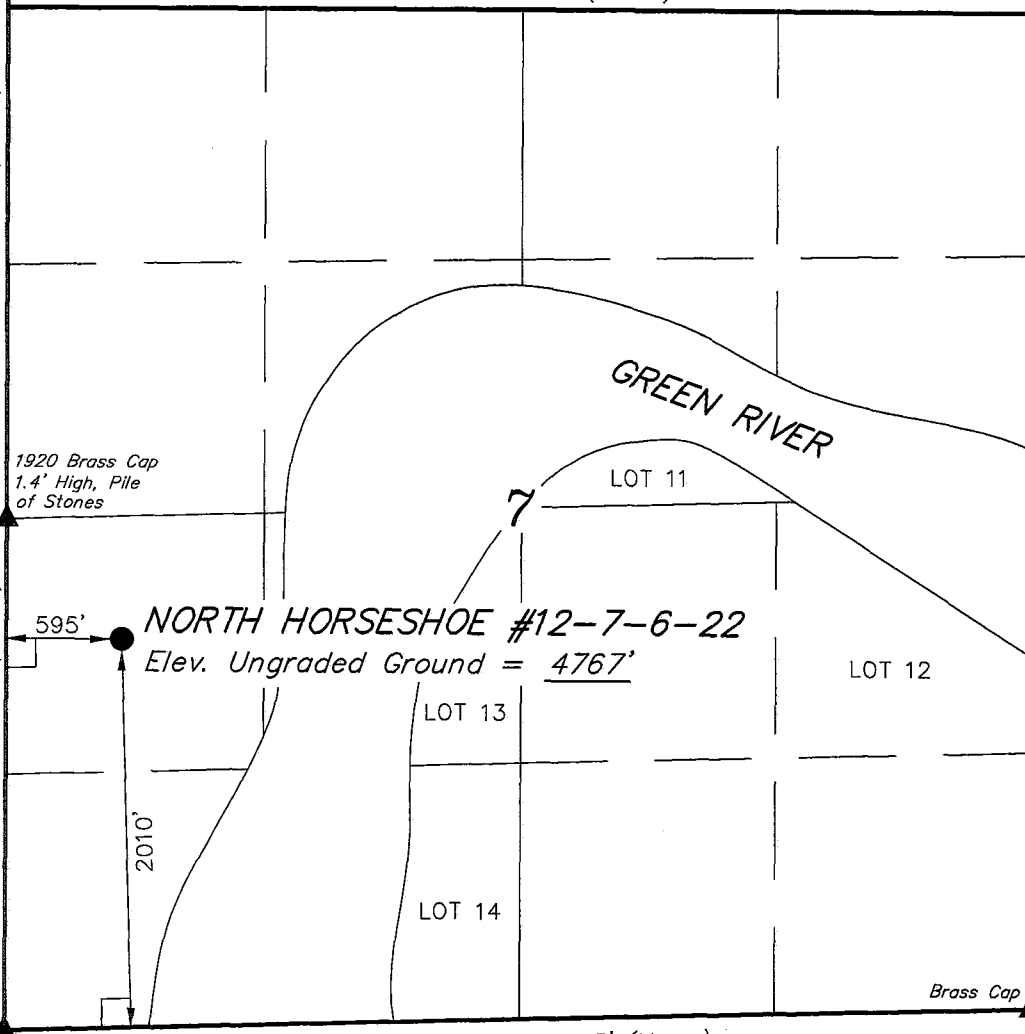 GREEN RIVER
1920 Brass Cap
1.4' High, Pile
of Stones
LOT 11
7
595'
NORTH HORSESHOE #12-7-6-22
Elev. Ungraded Ground = 4767'
LOT 12
LOT 13
2010'
LOT 14
Brass Cap